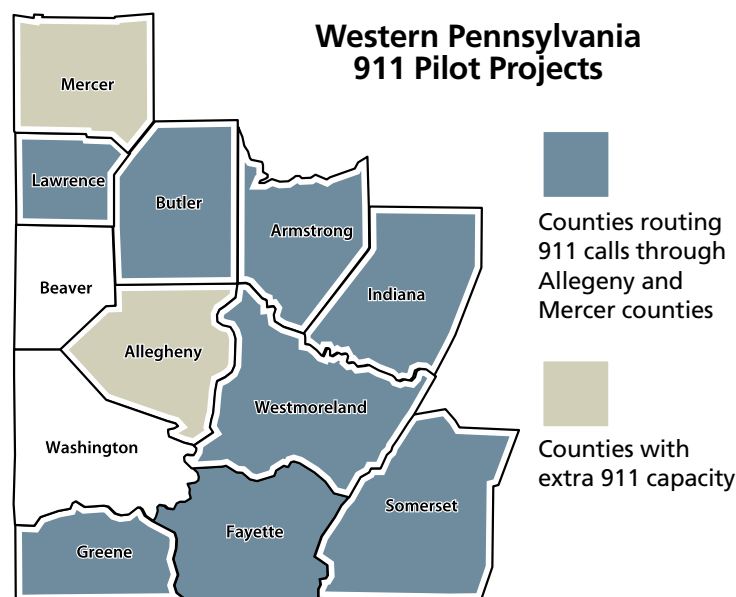 Western Pennsylvania
911 Pilot Projects
Mercer
Lawrence
Butler
Armstrong
Beaver
Indiana
Allegheny
Westmoreland
Washington
Somerset
Fayette
Greene
Counties routing
911 calls through
Allegeny and
Mercer counties
Counties with
extra 911 capacity